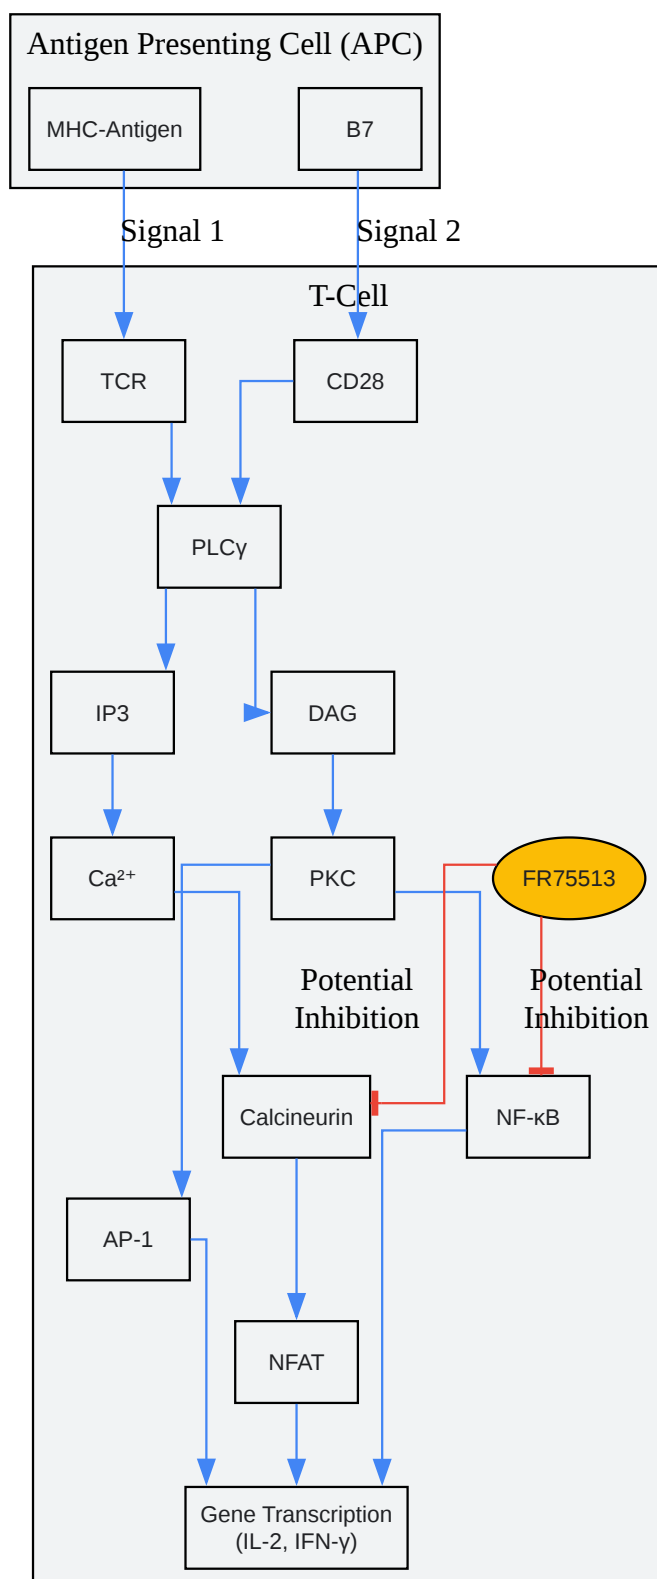 Antigen Presenting Cell (APC)
MHC-Antigen
B7
Signal 1
Signal 2
T-Cell
TCR
CD28
PLCγ
IP3
DAG
Ca²⁺
PKC
FR75513
Potential
Inhibition
Potential
Inhibition
Calcineurin
NF-κB
AP-1
NFAT
Gene Transcription
(IL-2, IFN-γ)